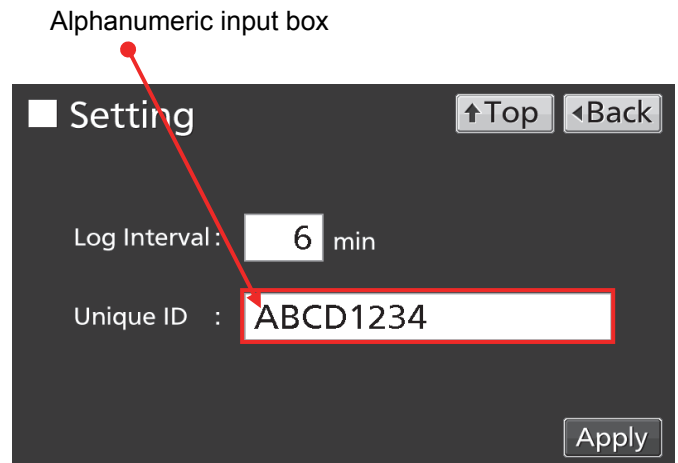 Alphanumeric input box
Setting
Top
Back
Log Interval : 6 min
Unique ID : ABCD1234
Apply